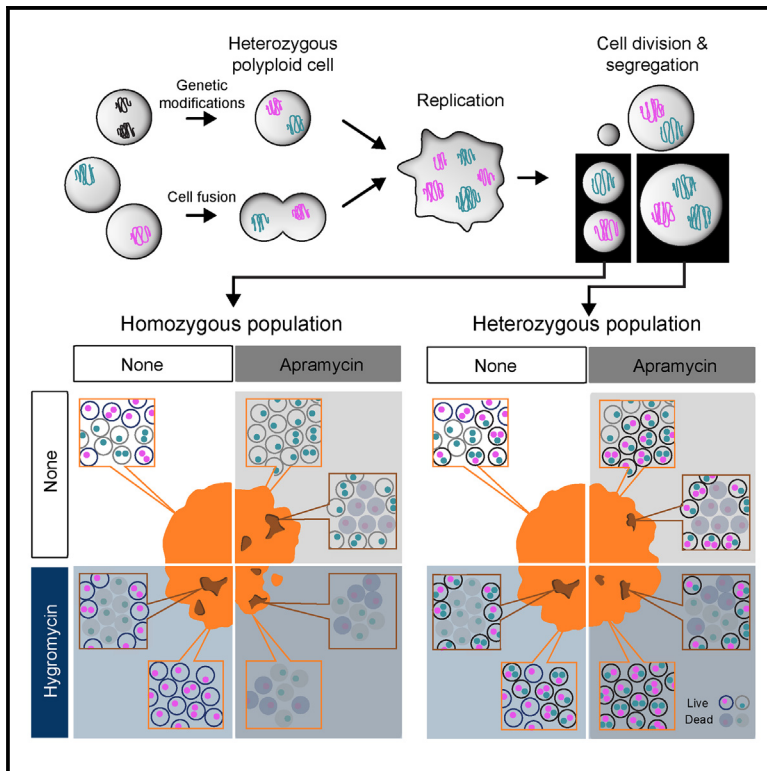 Heterozygous
polyploid cell
Cell division &
segregation
Genetic
modifications
Replication
Cell fusion
Homozygous population
Heterozygous population
None
Apramycin
None
Apramycin
None
Hygromycin
Live
Dead